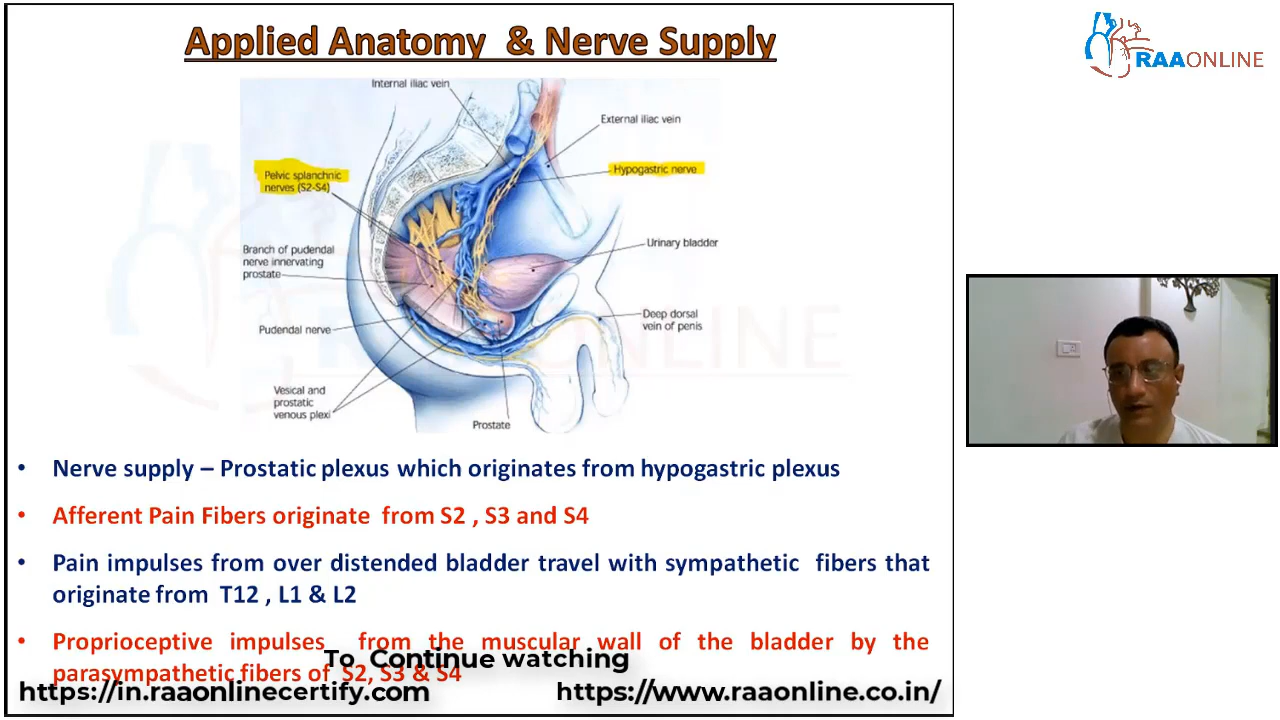 Applied Anatomy & Nerve Supply
RAAONLINE
Internal iliac vein
External iliac vein
Pelvic splanchnic
nerves (S2-S4)
Hypogastric nerve
Branch of pudendal
nerve innervating
prostate
Urinary bladder
Pudendal nerve
Deep dorsal
vein of penis
Vesical and
prostatic
venous plexi
Prostate
ONLINE
• Nerve supply – Prostatic plexus which originates from hypogastric plexus
• Afferent Pain Fibers originate from S2 , S3 and S4
• Pain impulses from over distended bladder travel with sympathetic fibers that
originate from T12 , L1 & L2
• Proprioceptive impulses from the muscular wall of the bladder by the
parasympathetic fibers of S2, S3 & S4
To Continue watching
https://in.raaonlinecertify.com
https://www.raaonline.co.in/